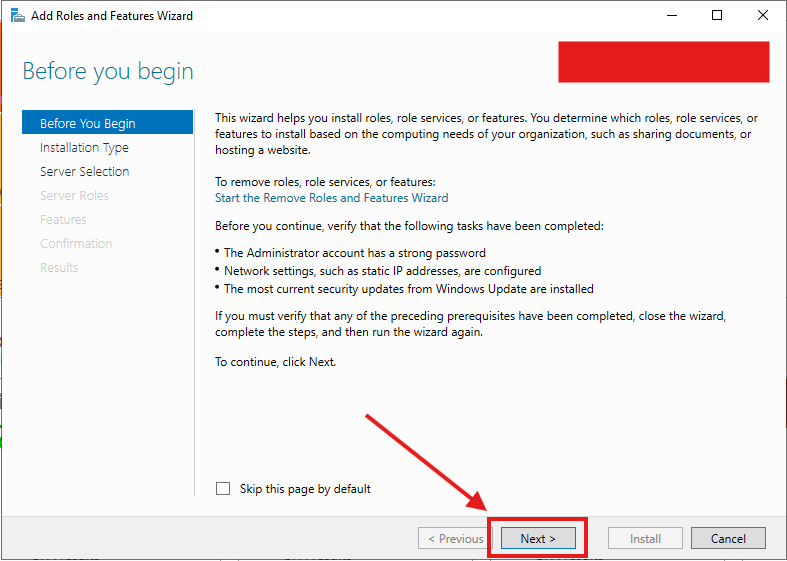 Add Roles and Features Wizard
Before you begin
Before You Begin
Installation Type
Server Selection
Server Roles
Features
Confirmation
Results
This wizard helps you install roles, role services, or features. You determine which roles, role services, or
features to install based on the computing needs of your organization, such as sharing documents, or
hosting a website.
To remove roles, role services, or features:
Start the Remove Roles and Features Wizard
Before you continue, verify that the following tasks have been completed:
• The Administrator account has a strong password
• Network settings, such as static IP addresses, are configured
• The most current security updates from Windows Update are installed
If you must verify that any of the preceding prerequisites have been completed, close the wizard,
complete the steps, and then run the wizard again.
To continue, click Next.
Skip this page by default
< Previous
Next >
Install
Cancel